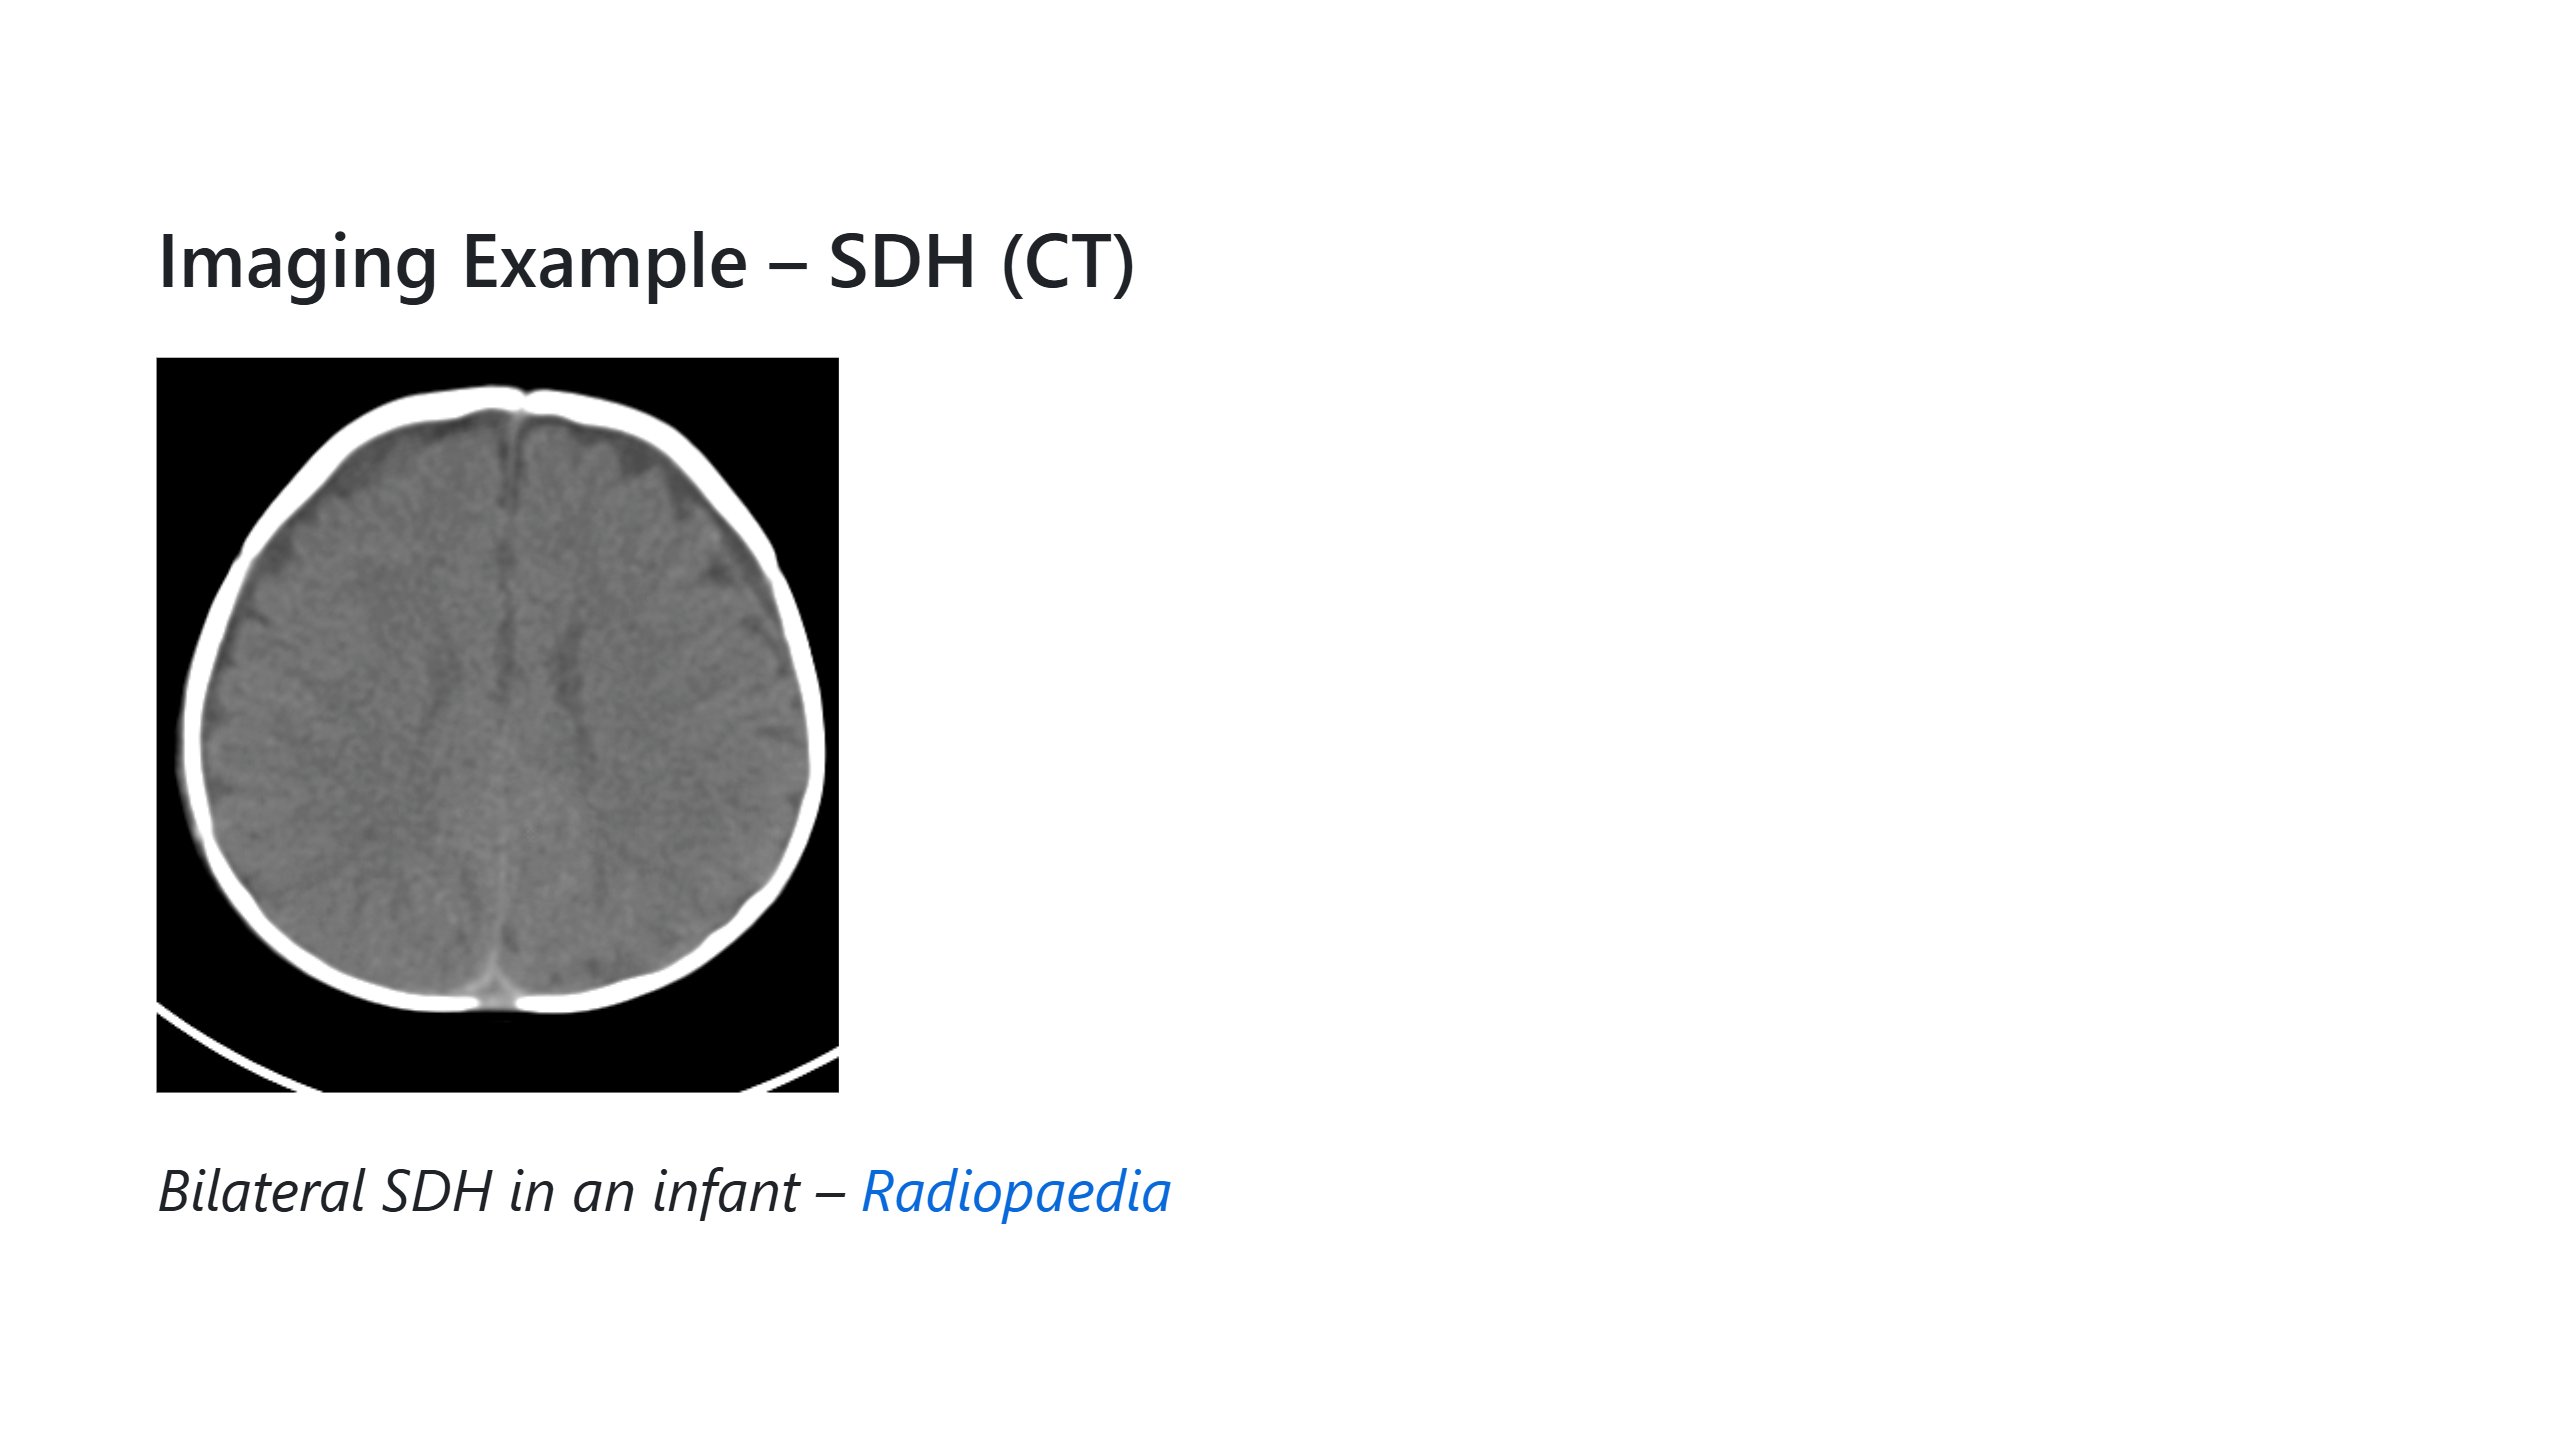 Imaging Example – SDH (CT)
Bilateral SDH in an infant – Radiopaedia